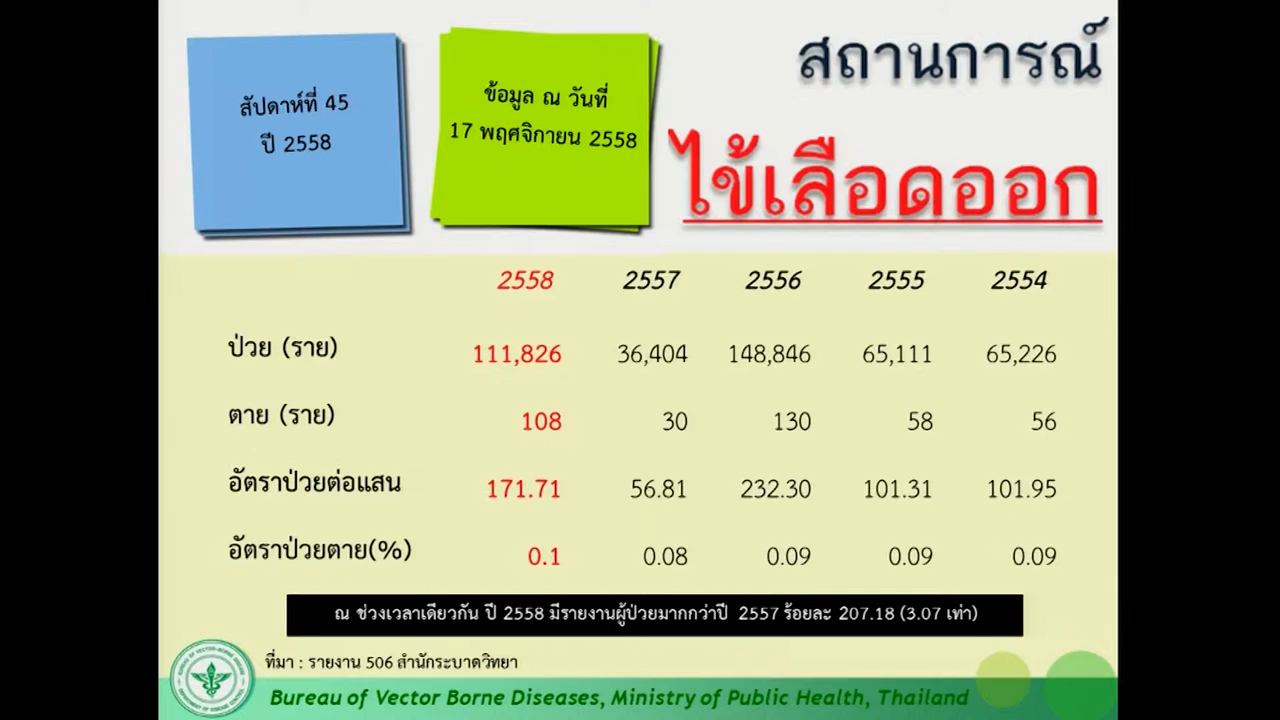 สัปดาห์ที่ 45
ปี 2558
ข้อมูล ณ วันที่
17 พฤศจิกายน 2558
สถานการณ์
ไข้เลือดออก
2558 2557 2556 2555 2554
ป่วย (ราย) 111,826 36,404 148,846 65,111 65,226
ตาย (ราย) 108 30 130 58 56
อัตราป่วยต่อแสน 171.71 56.81 232.30 101.31 101.95
อัตราป่วยตาย(%) 0.1 0.08 0.09 0.09 0.09
ณ ช่วงเวลาเดียวกัน ปี 2558 มีรายงานผู้ป่วยมากกว่าปี 2557 ร้อยละ 207.18 (3.07 เท่า)
ที่มา : รายงาน 506 สำนักระบาดวิทยา
Bureau of Vector Borne Diseases, Ministry of Public Health, Thailand